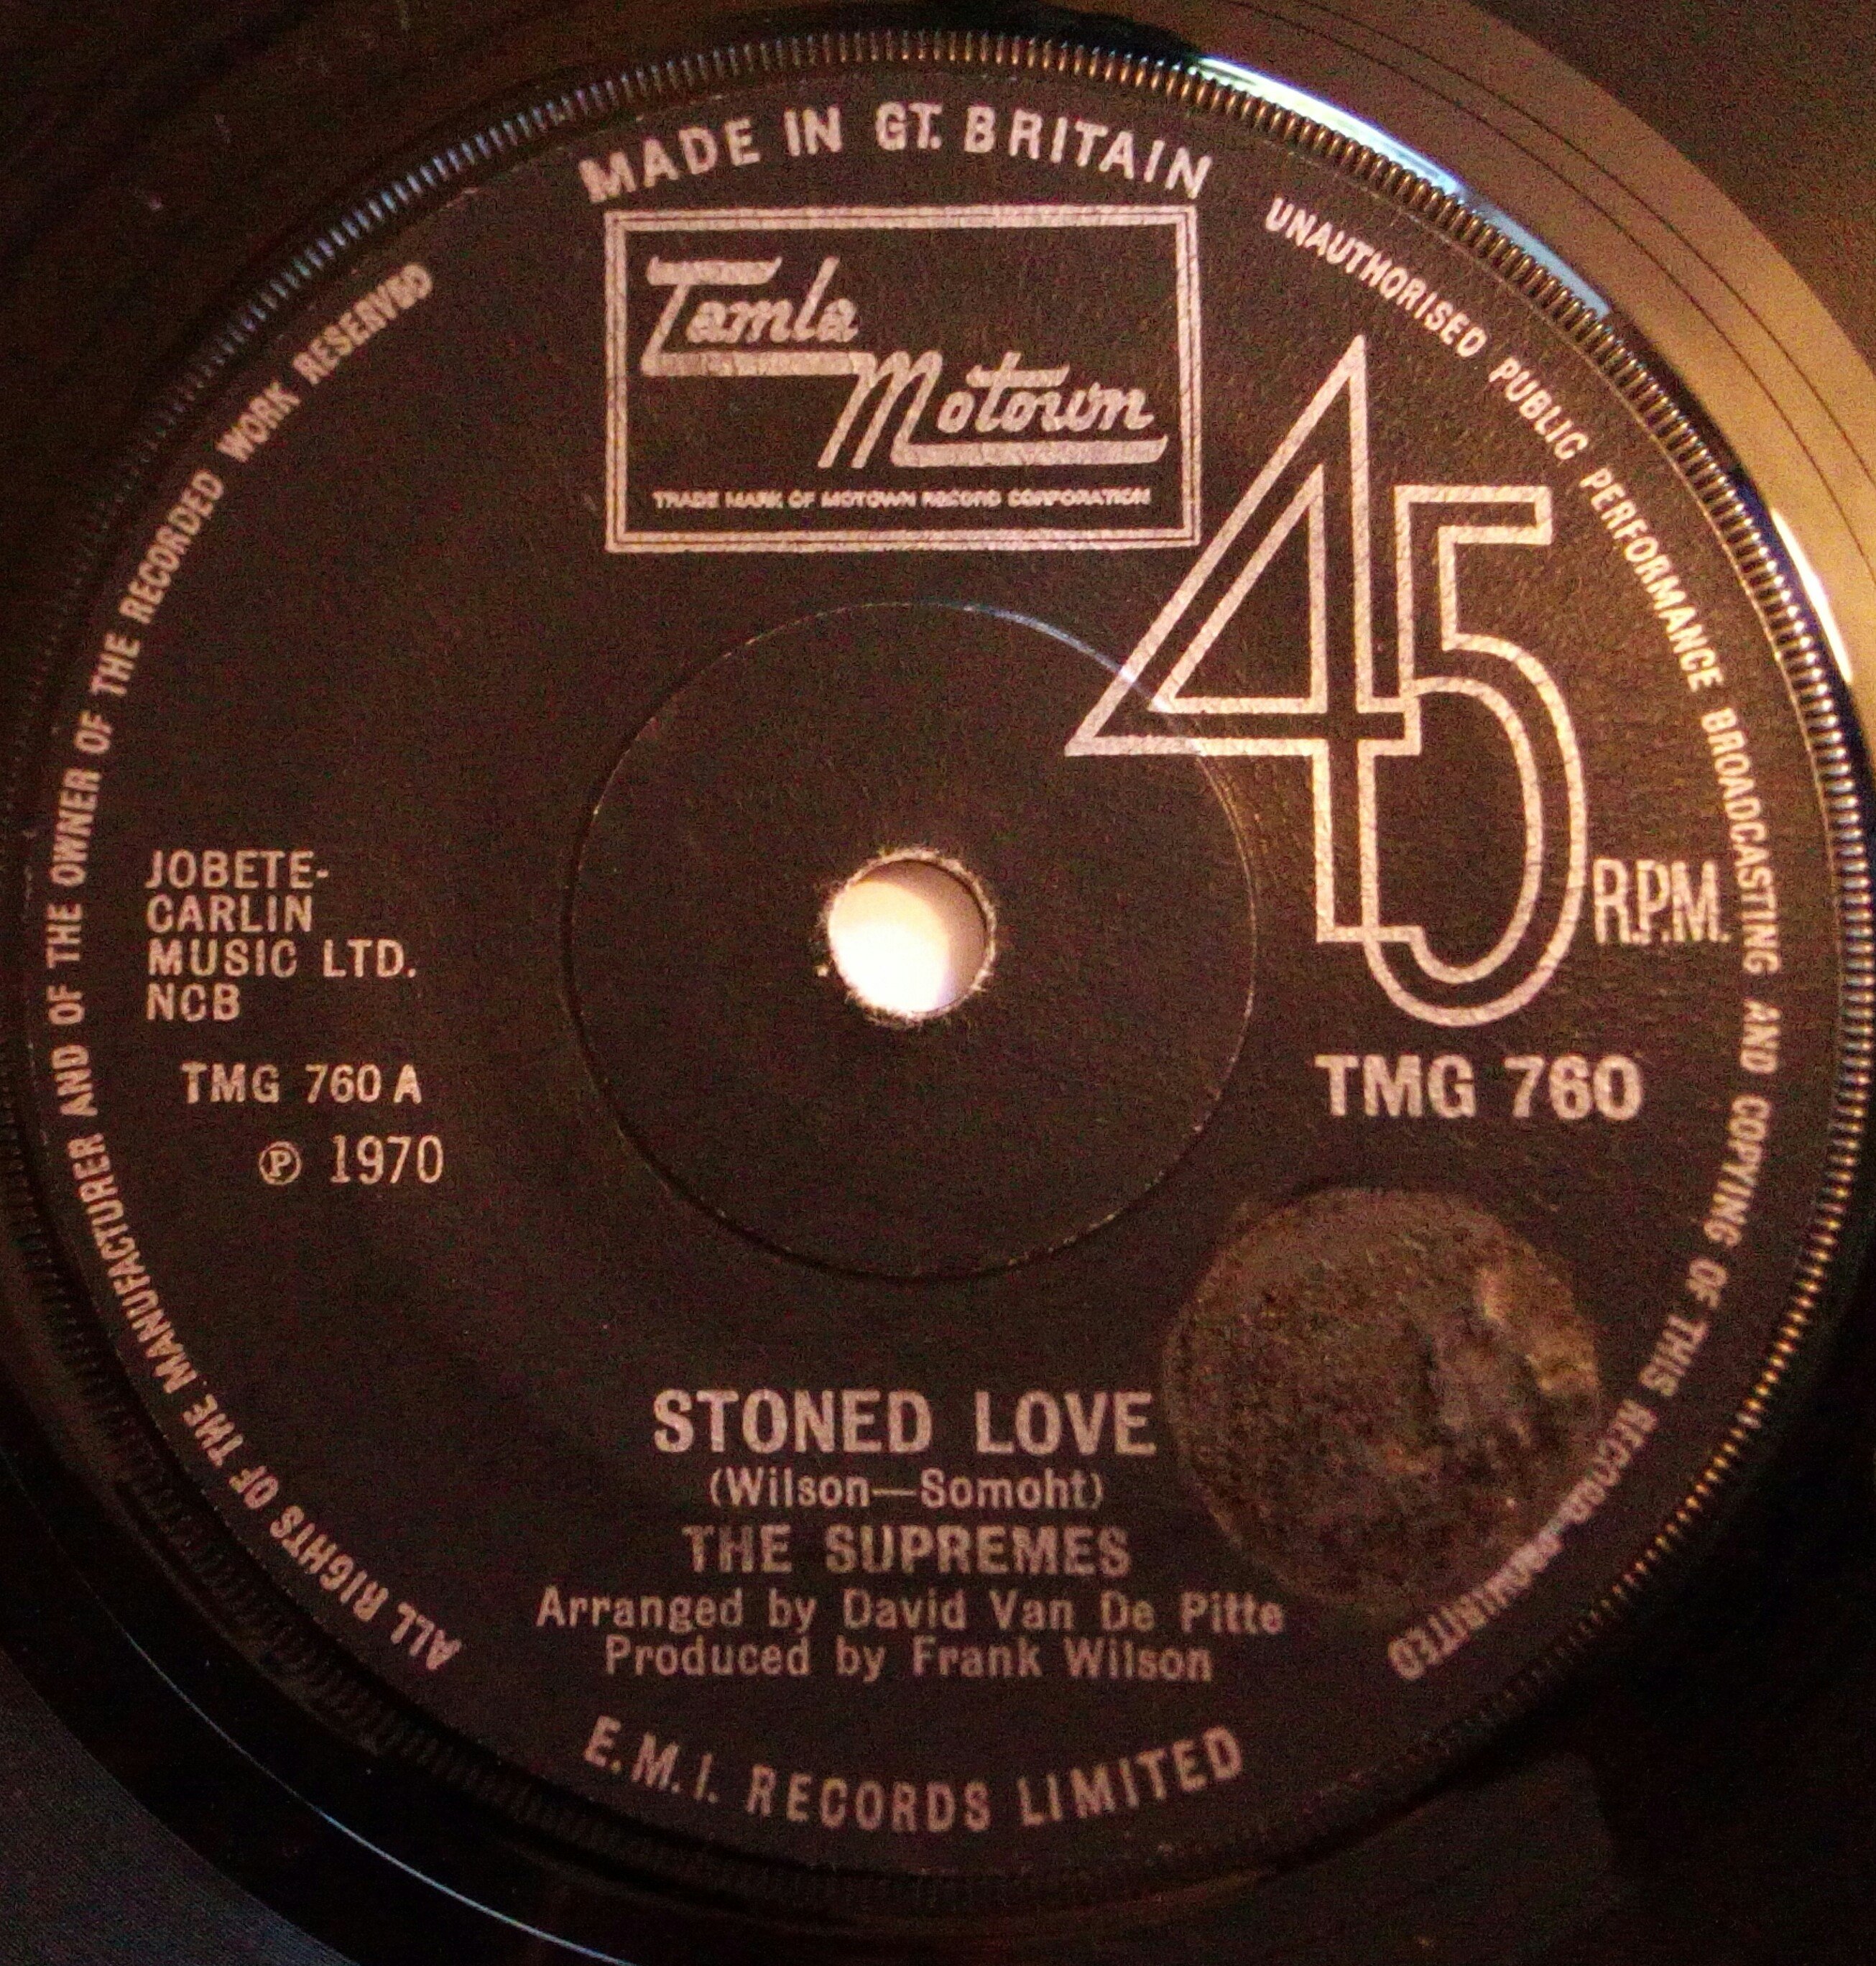 MADE IN GT. BRITAIN
Tamla
Motown
TRADE MARK OF MOTOWN RECORD CORPORATION
UNAUTHORISED PUBLIC PERFORMANCE BROADCASTING AND COPYING OF THIS RECORD PROHIBITED
ALL RIGHTS OF THE MANUFACTURER AND OF THE OWNER OF THE RECORDED WORK RESERVED
45
R.P.M.
JOBETE-
CARLIN
MUSIC LTD.
NCB
TMG 760 A
℗ 1970
TMG 760
STONED LOVE
(Wilson—Somoht)
THE SUPREMES
Arranged by David Van De Pitte
Produced by Frank Wilson
E.M.I. RECORDS LIMITED